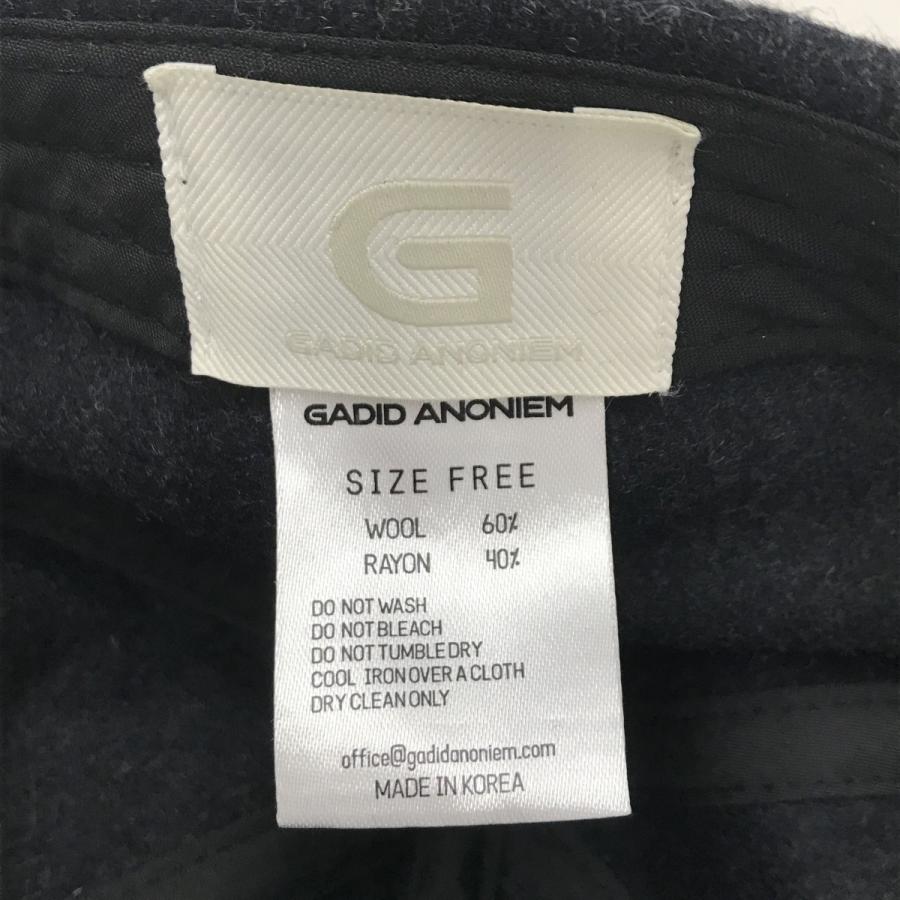 G
GADID ANONIEM
GADID ANONIEM
SIZE FREE
WOOL 60%
RAYON 40%
DO NOT WASH
DO NOT BLEACH
DO NOT TUMBLE DRY
COOL IRON OVER A CLOTH
DRY CLEAN ONLY
office@gadidanoniem.com
MADE IN KOREA